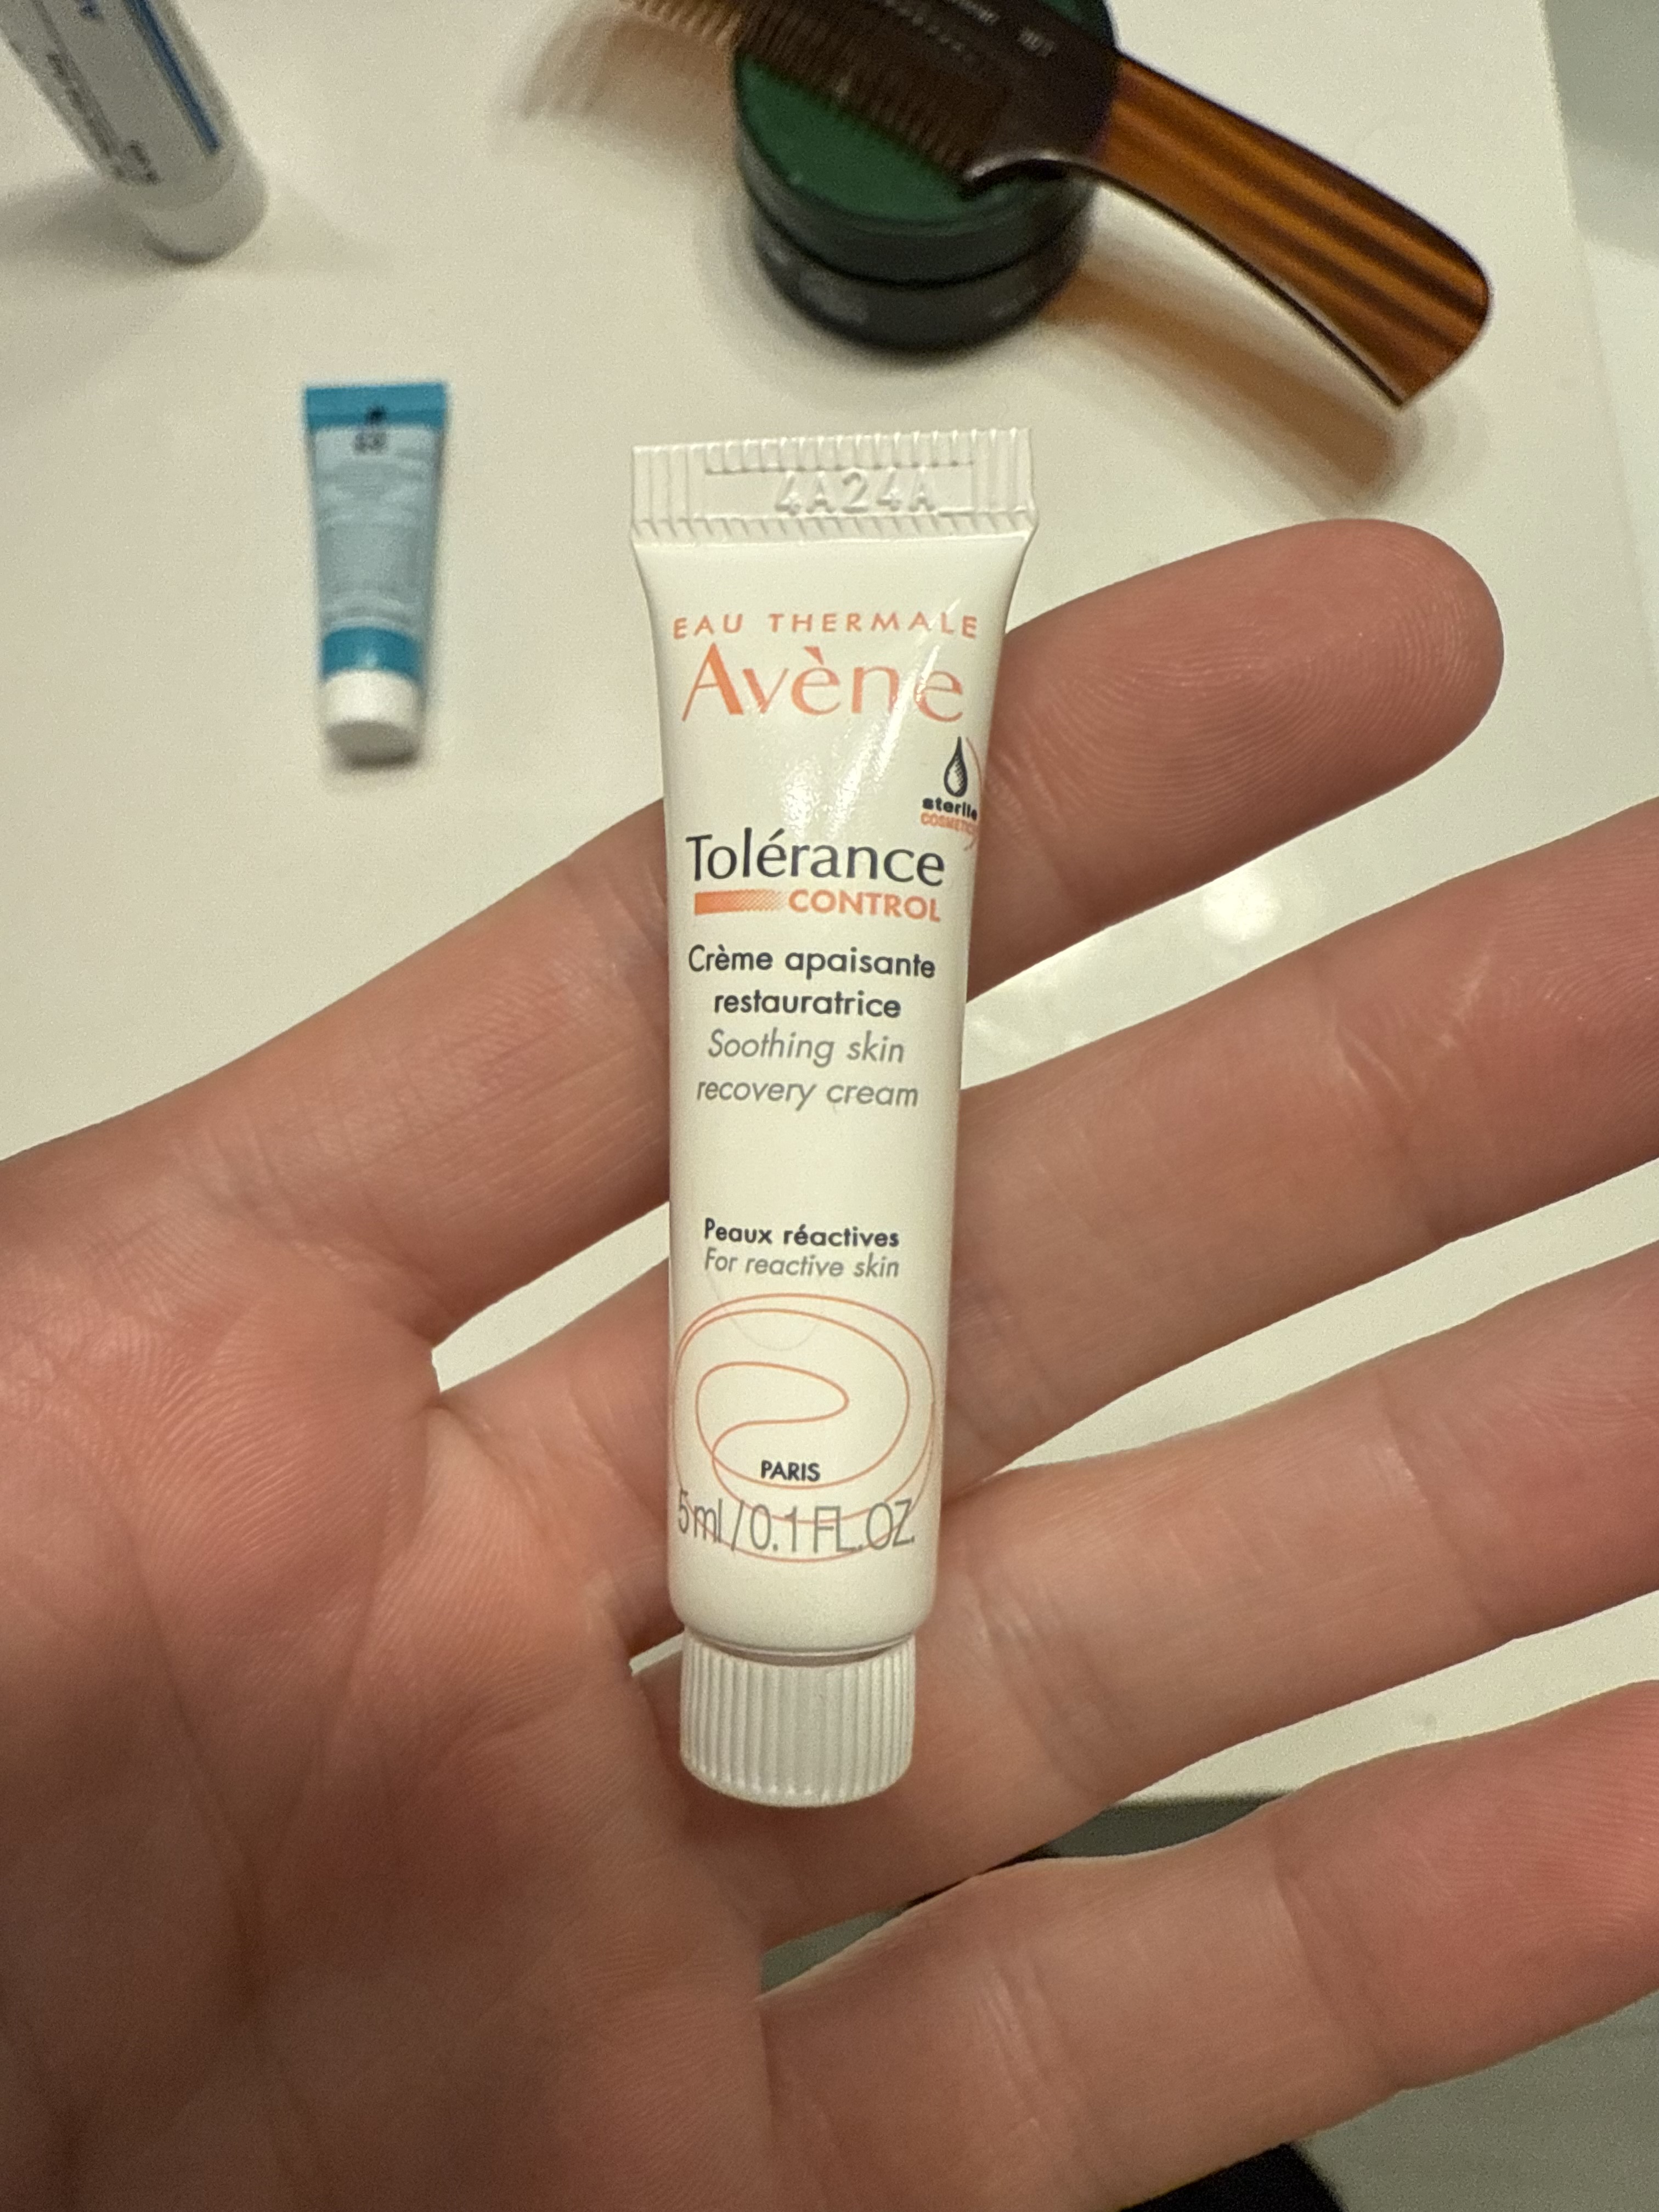 4A24A
EAU THERMALE
Avène
sterile
COSMETICS
Tolérance
CONTROL
Crème apaisante
restauratrice
Soothing skin
recovery cream
Peaux réactives
For reactive skin
PARIS
5ml/0.1 FL.OZ.